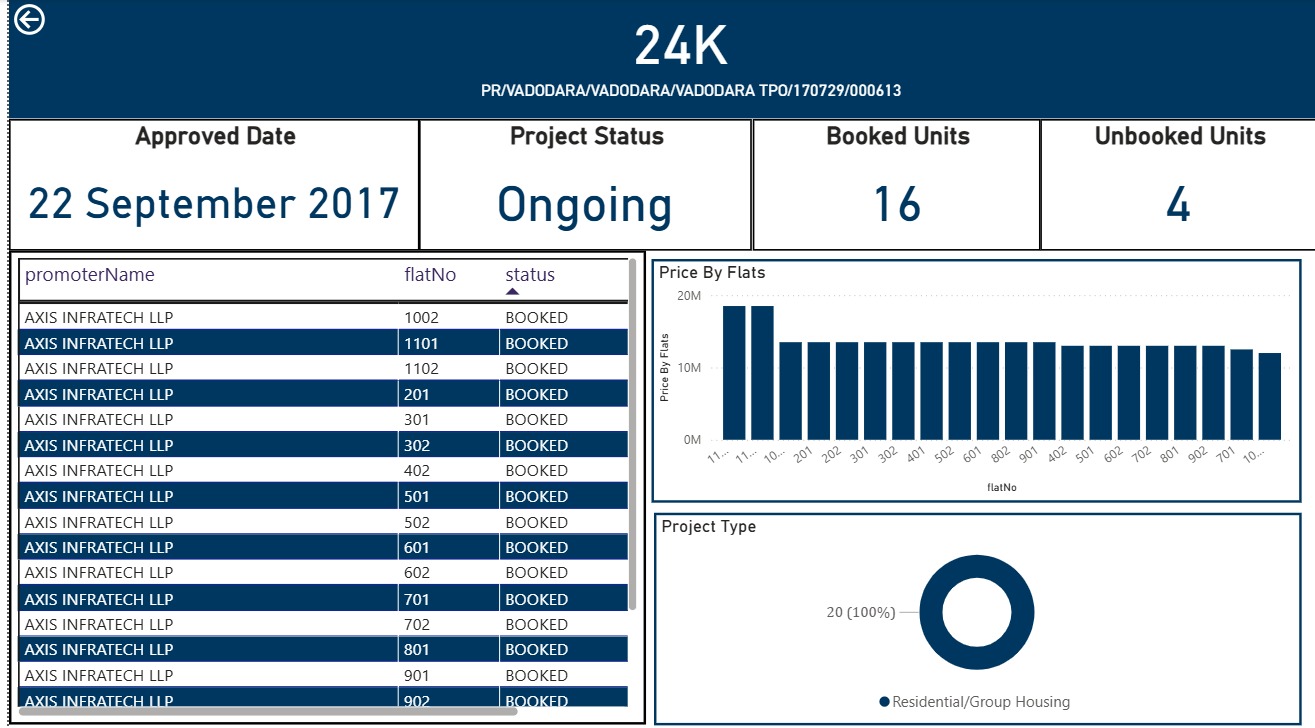 24K
PR/VADODARA/VADODARA/VADODARA TPO/170729/000613
Approved Date
22 September 2017
Project Status
Ongoing
Booked Units
16
Unbooked Units
4
promoterName flatNo status
AXIS INFRATECH LLP 1002 BOOKED
AXIS INFRATECH LLP 1101 BOOKED
AXIS INFRATECH LLP 1102 BOOKED
AXIS INFRATECH LLP 201 BOOKED
AXIS INFRATECH LLP 301 BOOKED
AXIS INFRATECH LLP 302 BOOKED
AXIS INFRATECH LLP 402 BOOKED
AXIS INFRATECH LLP 501 BOOKED
AXIS INFRATECH LLP 502 BOOKED
AXIS INFRATECH LLP 601 BOOKED
AXIS INFRATECH LLP 602 BOOKED
AXIS INFRATECH LLP 701 BOOKED
AXIS INFRATECH LLP 702 BOOKED
AXIS INFRATECH LLP 801 BOOKED
AXIS INFRATECH LLP 901 BOOKED
AXIS INFRATECH LLP 902 BOOKED
Price By Flats
Price By Flats
20M
10M
0M
11... 11... 10... 201 202 301 302 401 502 601 802 901 402 501 602 702 801 902 701 10...
flatNo
Project Type
20 (100%)
Residential/Group Housing